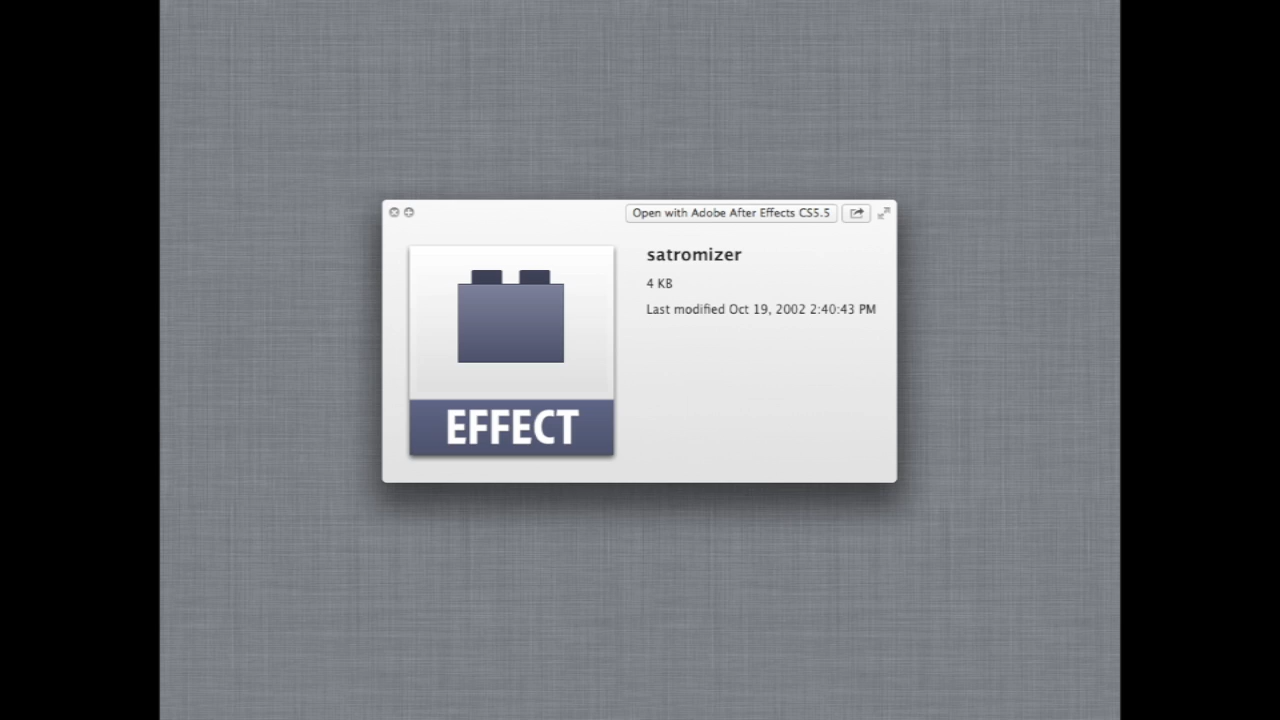 Open with Adobe After Effects CS5.5
satromizer
4 KB
Last modified Oct 19, 2002 2:40:43 PM
EFFECT